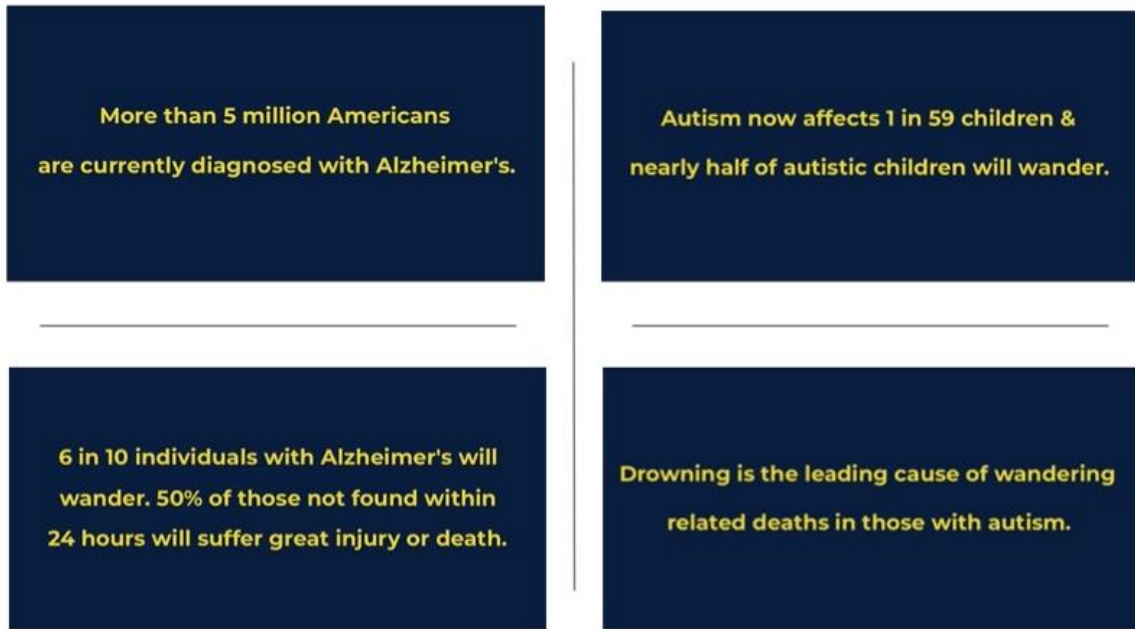 More than 5 million Americans
are currently diagnosed with Alzheimer's.
Autism now affects 1 in 59 children &
nearly half of autistic children will wander.
6 in 10 individuals with Alzheimer's will
wander. 50% of those not found within
24 hours will suffer great injury or death.
Drowning is the leading cause of wandering
related deaths in those with autism.